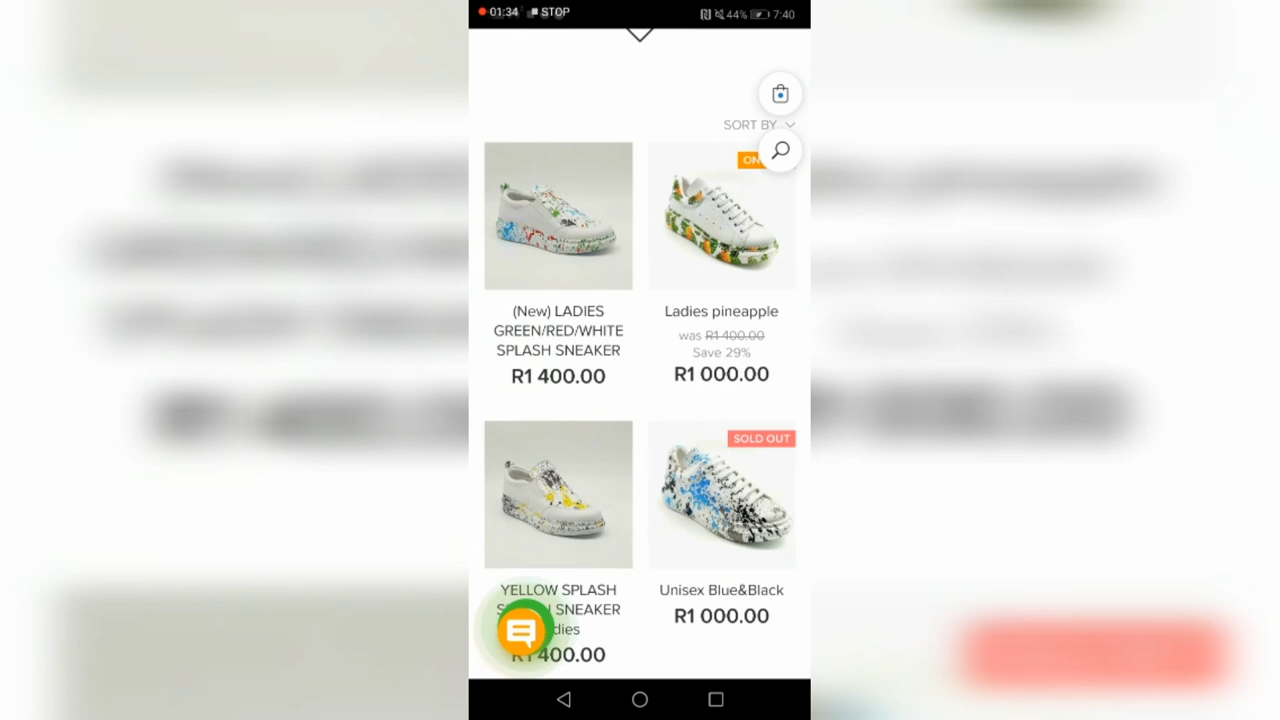 01:34 STOP
44% 7:40
SORT BY
ON
(New) LADIES
GREEN/RED/WHITE
SPLASH SNEAKER
R1 400.00
Ladies pineapple
was R1 400.00
Save 29%
R1 000.00
SOLD OUT
YELLOW SPLASH
SNEAKER
R1 400.00
Unisex Blue&Black
R1 000.00